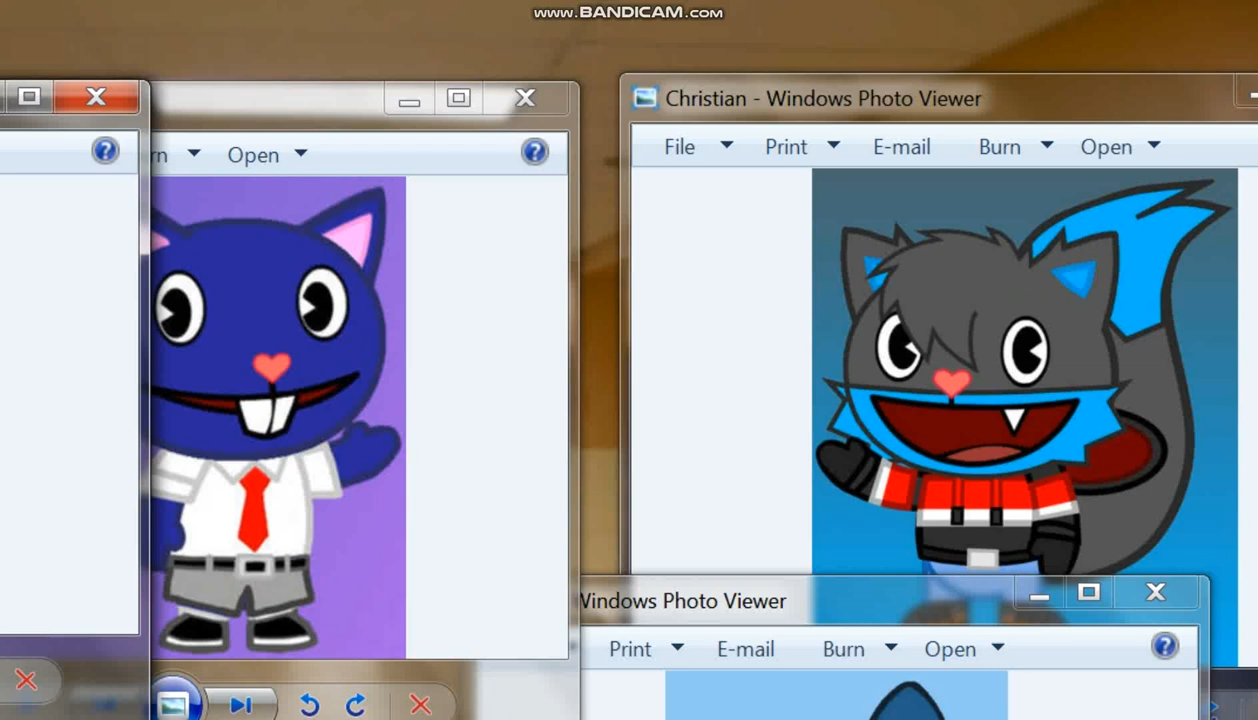 www.BANDICAM.com
Christian - Windows Photo Viewer
rn Open
File Print E-mail Burn Open
Windows Photo Viewer
Print E-mail Burn Open